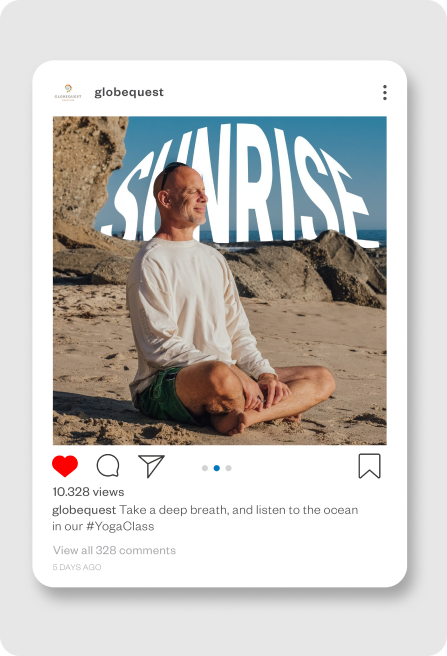 GLOBEQUEST
globequest
SUNRISE
10.328 views
globequest Take a deep breath, and listen to the ocean
in our #YogaClass
View all 328 comments
5 DAYS AGO